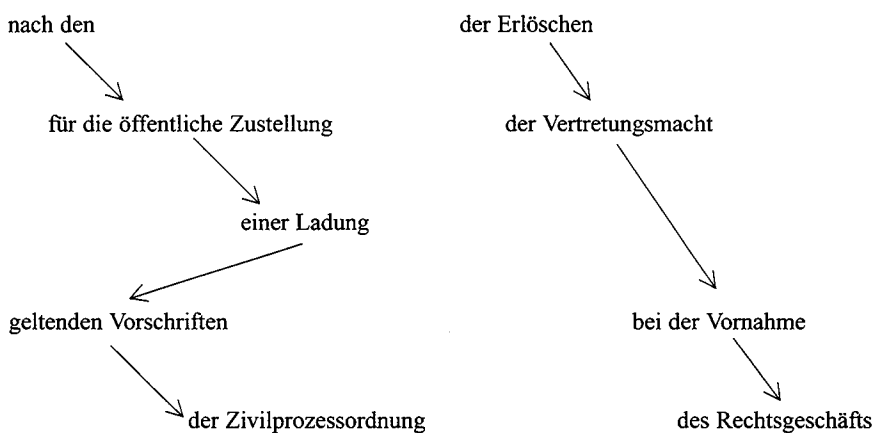 nach den
für die öffentliche Zustellung
einer Ladung
geltenden Vorschriften
der Zivilprozessordnung
der Erlöschen
der Vertretungsmacht
bei der Vornahme
des Rechtsgeschäfts